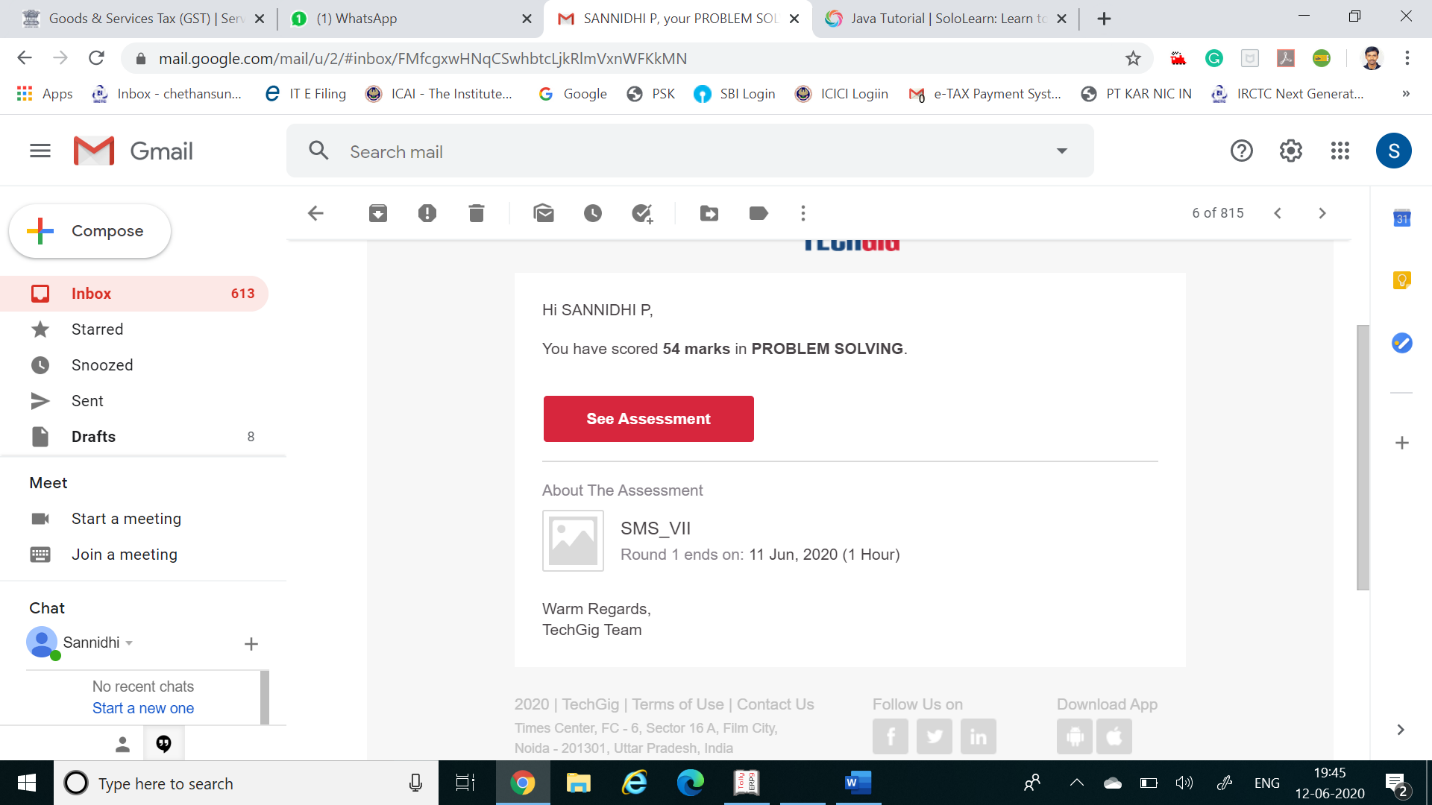 Goods & Services Tax (GST) | Serv
(1) WhatsApp
SANNIDHI P, your PROBLEM SOL
Java Tutorial | SoloLearn: Learn to
mail.google.com/mail/u/2/#inbox/FMfcgxwHNqCSwhbtcLjkRlmVxnWFKkMN
Apps
Inbox - chethansun...
IT E Filing
ICAI - The Institute...
Google
PSK
SBI Login
ICICI Logiin
e-TAX Payment Syst...
PT KAR NIC IN
IRCTC Next Generat...
»
Gmail
Search mail
S
Compose
6 of 815
31
TECHGIG
Inbox 613
Starred
Snoozed
Sent
Drafts 8
Meet
Start a meeting
Join a meeting
Chat
Sannidhi
No recent chats
Start a new one
Hi SANNIDHI P,
You have scored 54 marks in PROBLEM SOLVING.
See Assessment
About The Assessment
SMS_VII
Round 1 ends on: 11 Jun, 2020 (1 Hour)
Warm Regards,
TechGig Team
2020 | TechGig | Terms of Use | Contact Us
Times Center, FC - 6, Sector 16 A, Film City,
Noida - 201301, Uttar Pradesh, India
Follow Us on
Download App
Type here to search
ENG
19:45
12-06-2020
2